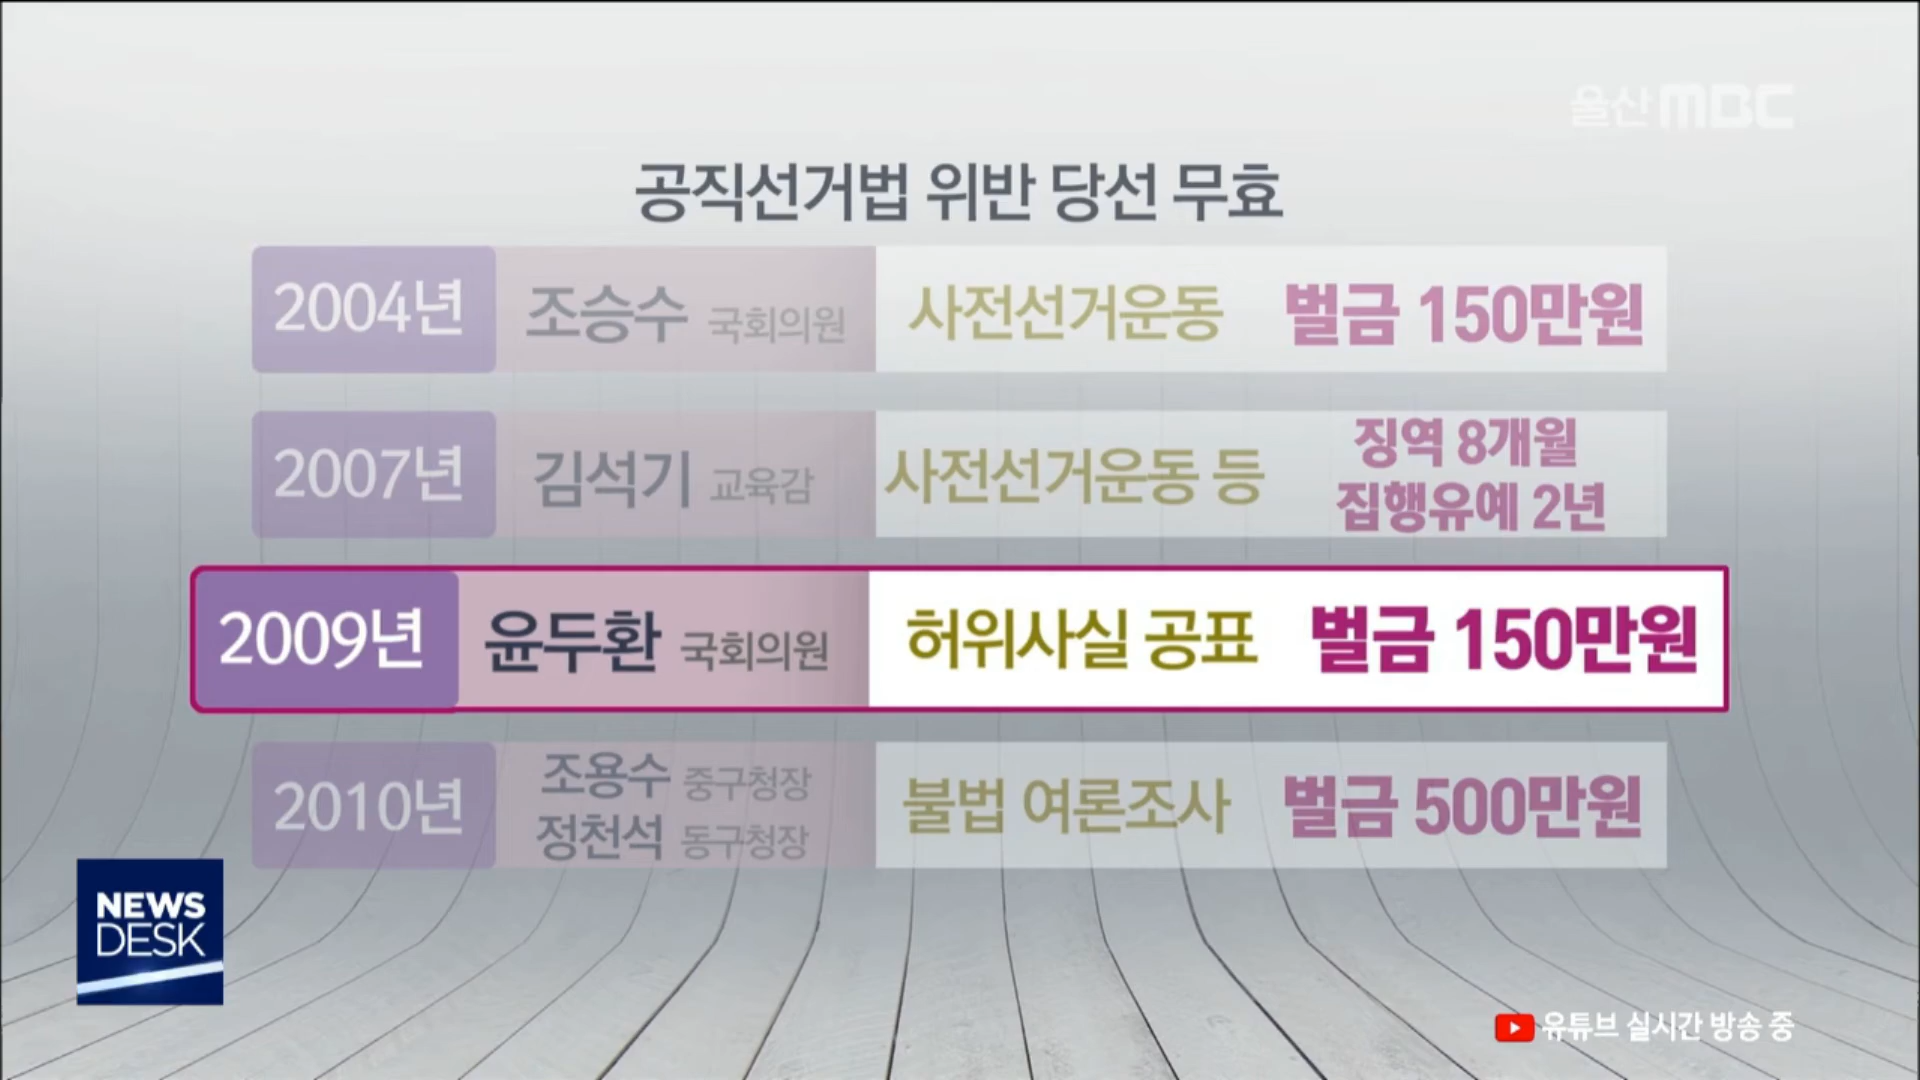 울산MBC
공직선거법 위반 당선 무효
2004년 조승수 국회의원 사전선거운동 벌금 150만원
2007년 김석기 교육감 사전선거운동 등 징역 8개월
집행유예 2년
2009년 윤두환 국회의원 허위사실 공표 벌금 150만원
2010년 조용수 중구청장 불법 여론조사 벌금 500만원
정천석 동구청장
NEWS
DESK
유튜브 실시간 방송 중